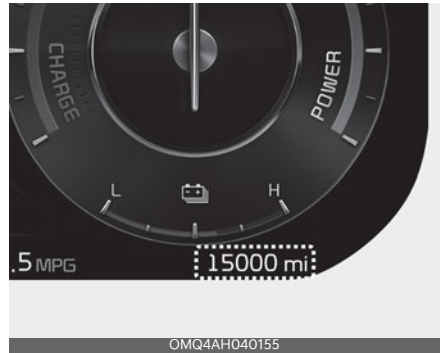 CHARGE
POWER
L
H
.5 MPG
15000 mi
OMQ4AH040155